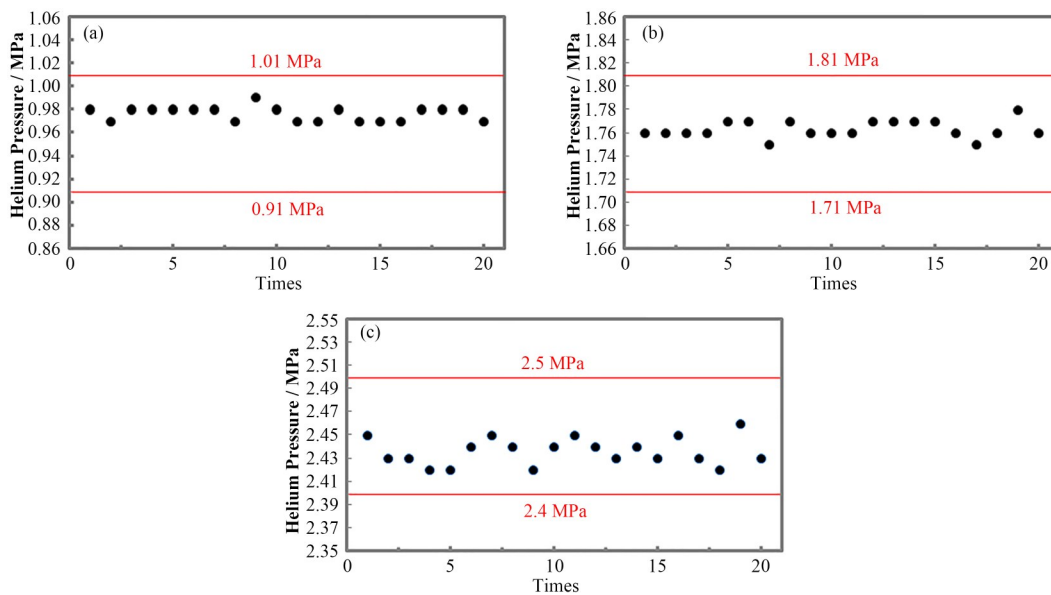 (a)
Helium Pressure / MPa
1.06
1.04
1.02
1.00
0.98
0.96
0.94
0.92
0.90
0.88
0.86
1.01 MPa
0.91 MPa
0 5 10 15 20
Times
(b)
Helium Pressure / MPa
1.86
1.84
1.82
1.80
1.78
1.76
1.74
1.72
1.70
1.68
1.66
1.81 MPa
1.71 MPa
0 5 10 15 20
Times
(c)
Helium Pressure / MPa
2.55
2.53
2.51
2.49
2.47
2.45
2.43
2.41
2.39
2.37
2.35
2.5 MPa
2.4 MPa
0 5 10 15 20
Times